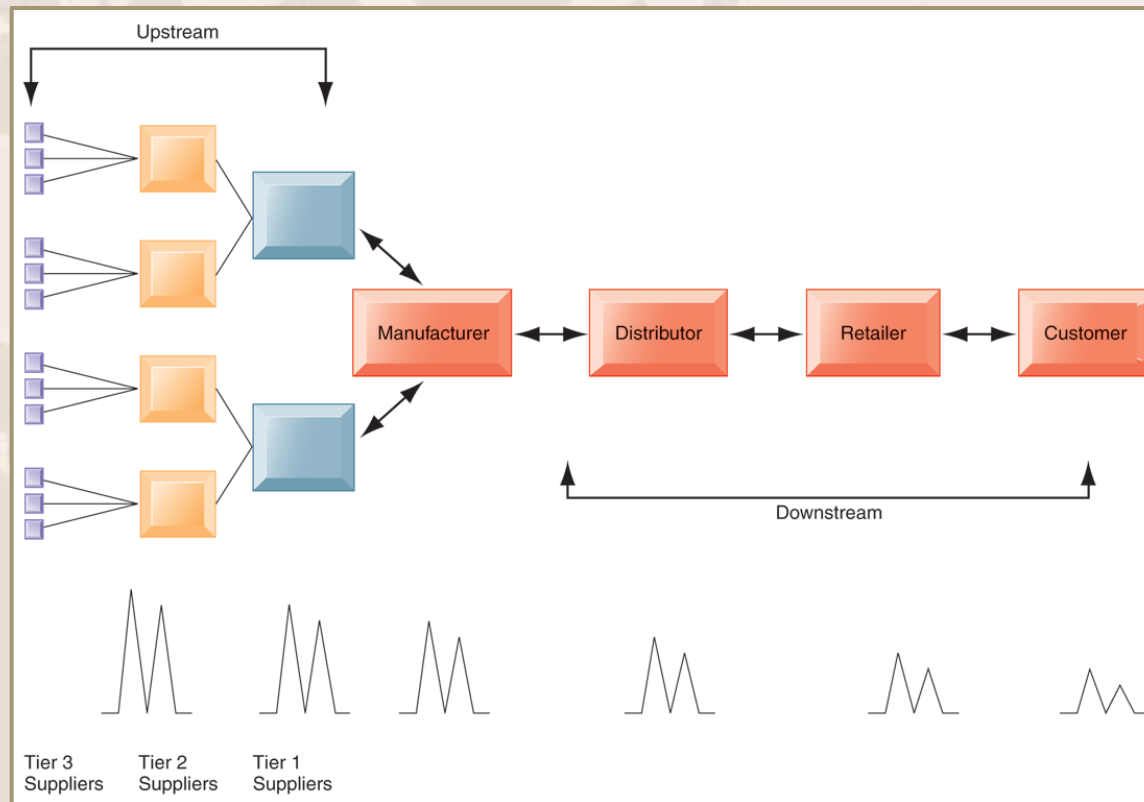 Upstream
Manufacturer
Distributor
Retailer
Customer
Downstream
Tier 3
Suppliers
Tier 2
Suppliers
Tier 1
Suppliers